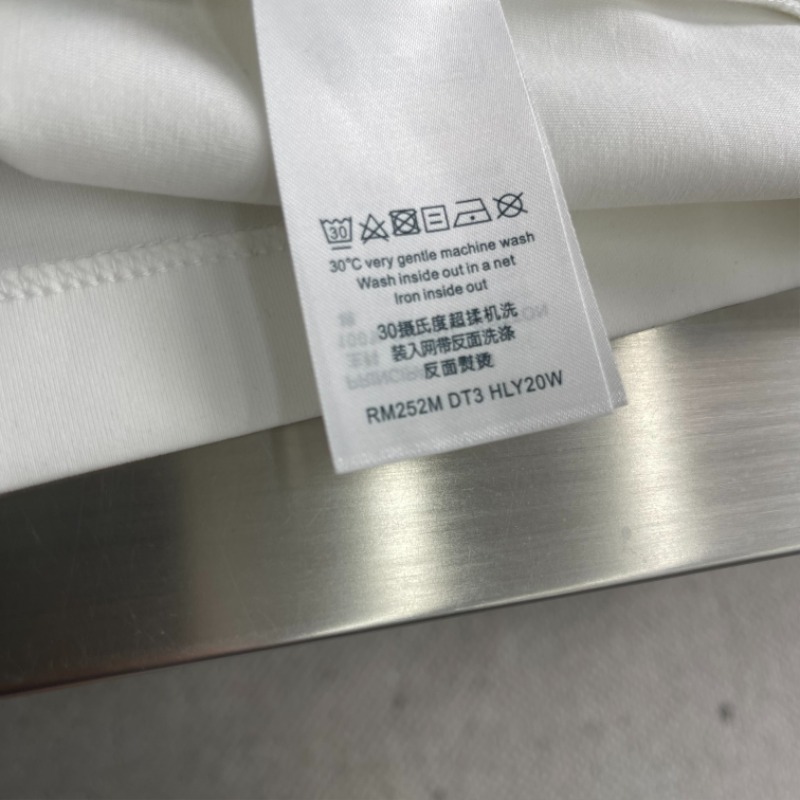 30
30°C very gentle machine wash
Wash inside out in a net
Iron inside out
30摄氏度超揉机洗
装入网带反面洗涤
反面熨烫
RM252M DT3 HLY20W